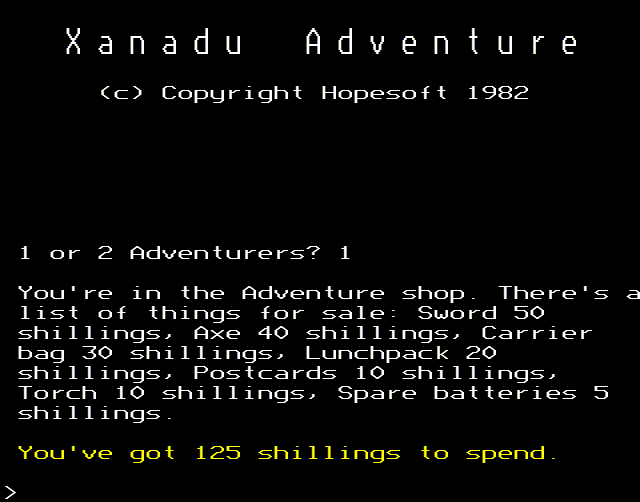 Xanadu Adventure
(c) Copyright Hopesoft 1982
1 or 2 Adventurers? 1
You're in the Adventure shop. There's a
list of things for sale: Sword 50
shillings, Axe 40 shillings, Carrier
bag 30 shillings, Lunchpack 20
shillings, Postcards 10 shillings,
Torch 10 shillings, Spare batteries 5
shillings.
You've got 125 shillings to spend.
>